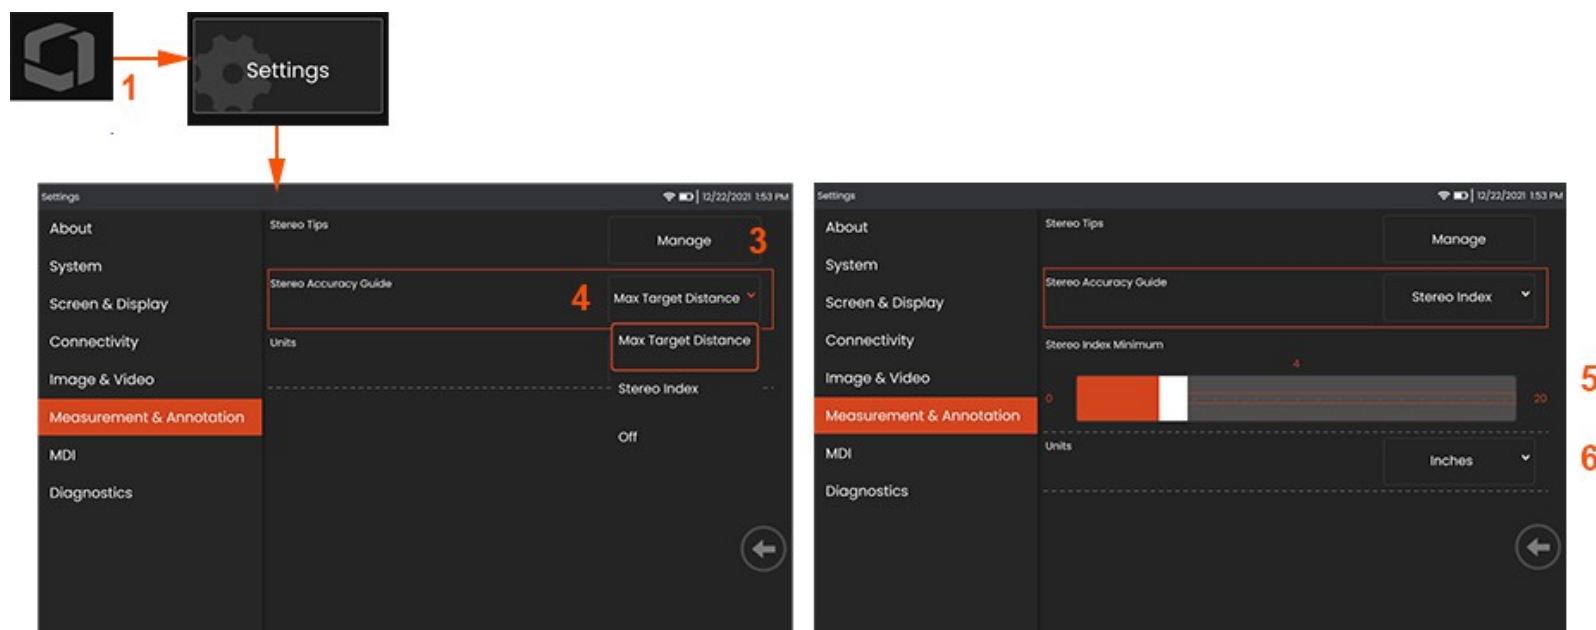 1
Settings
Settings
12/22/2021 1:53 PM
About
System
Screen & Display
Connectivity
Image & Video
Measurement & Annotation
MDI
Diagnostics
Stereo Tips
Manage
3
Stereo Accuracy Guide
4
Max Target Distance
Max Target Distance
Stereo Index
Off
Units
Settings
12/22/2021 1:53 PM
About
System
Screen & Display
Connectivity
Image & Video
Measurement & Annotation
MDI
Diagnostics
Stereo Tips
Manage
Stereo Accuracy Guide
Stereo Index
Stereo Index Minimum
4
0
20
5
Units
Inches
6